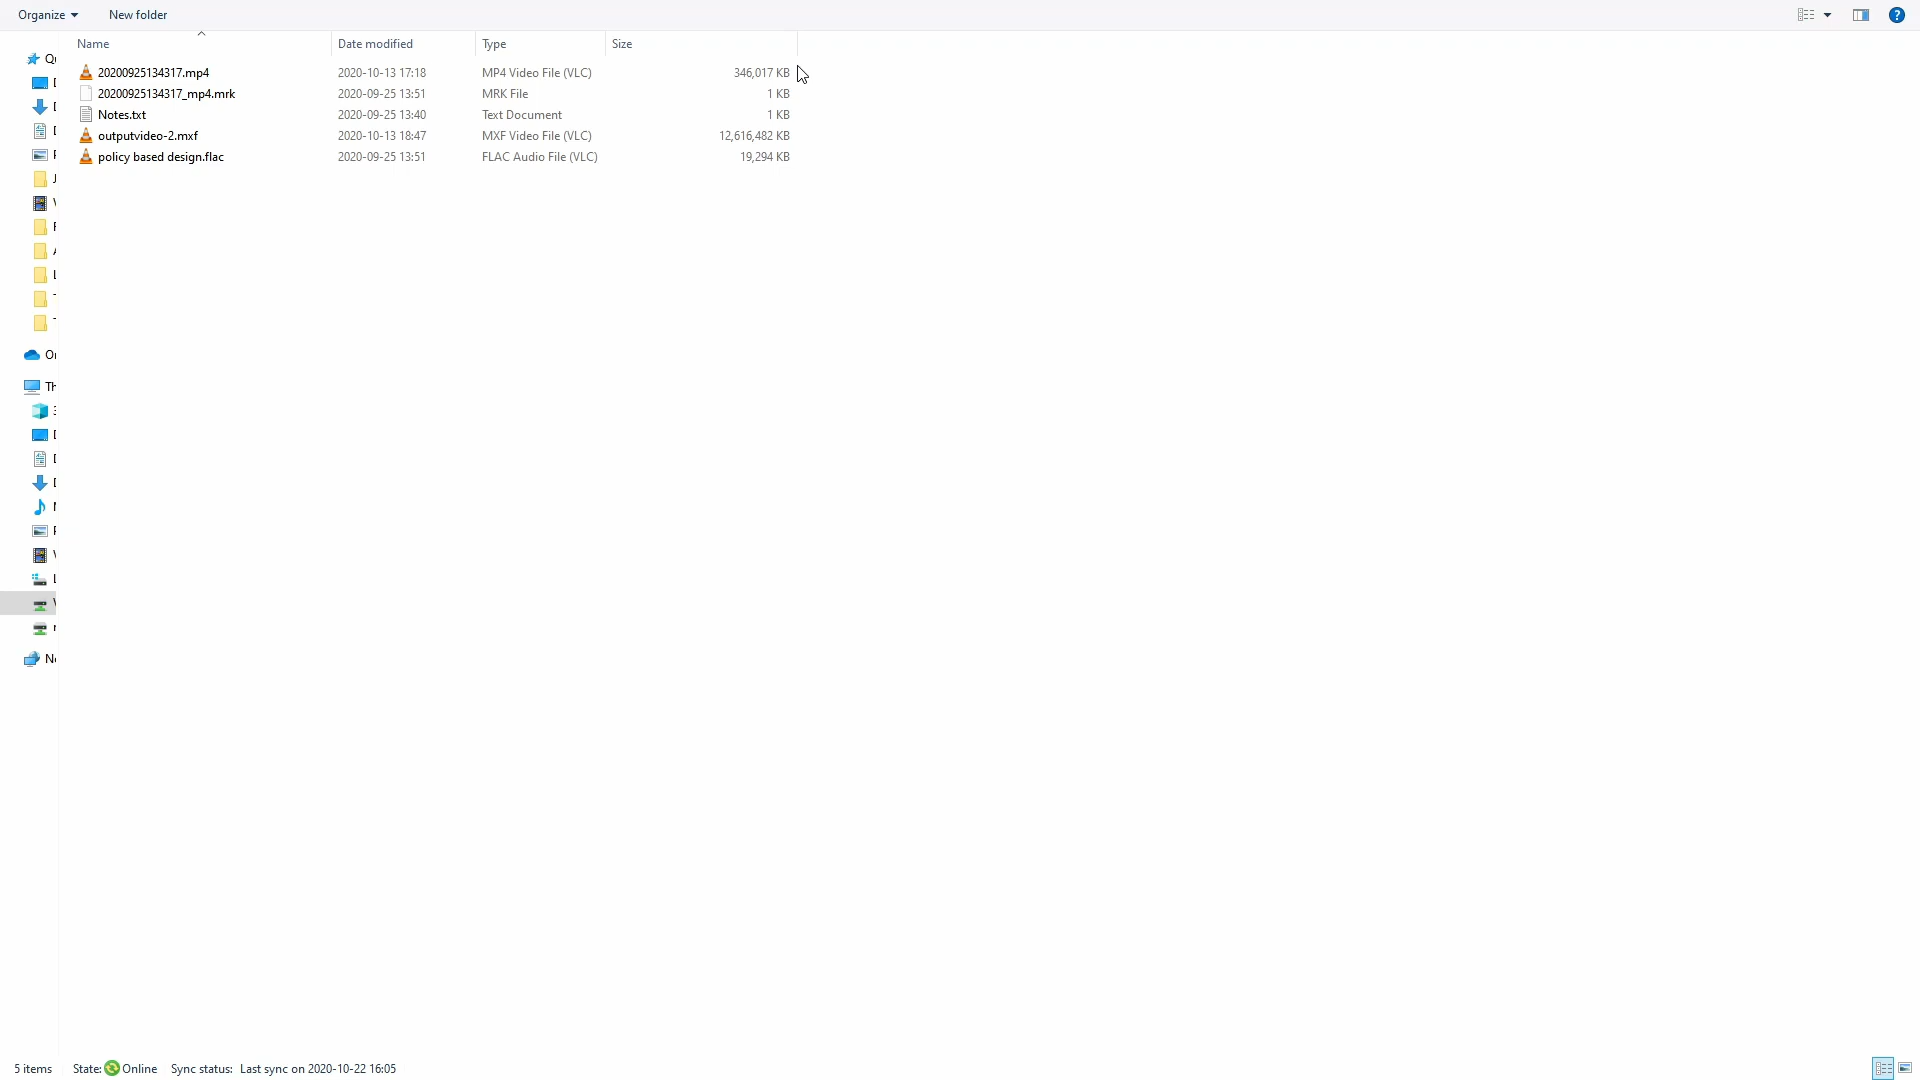 Organize New folder
Name Date modified Type Size
20200925134317.mp4 2020-10-13 17:18 MP4 Video File (VLC) 346,017 KB
20200925134317_mp4.mrk 2020-09-25 13:51 MRK File 1 KB
Notes.txt 2020-09-25 13:40 Text Document 1 KB
outputvideo-2.mxf 2020-10-13 18:47 MXF Video File (VLC) 12,616,482 KB
policy based design.flac 2020-09-25 13:51 FLAC Audio File (VLC) 19,294 KB
5 items State: Online Sync status: Last sync on 2020-10-22 16:05